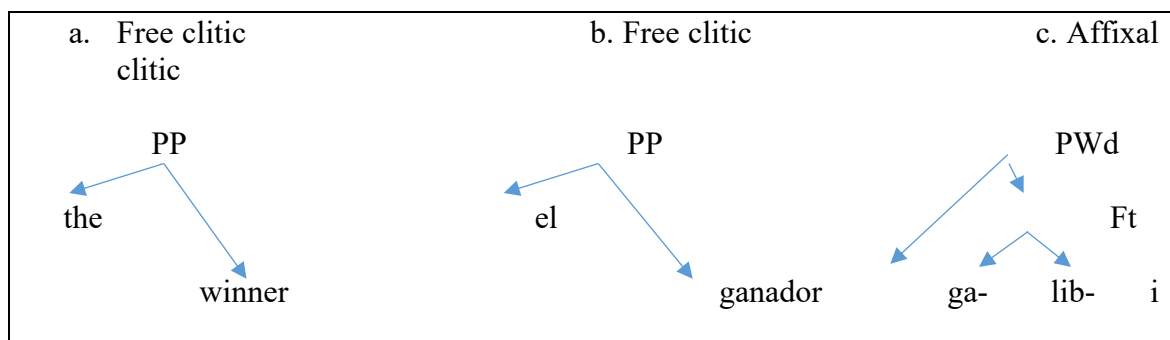 a. Free clitic b. Free clitic c. Affixal
clitic
PP PP PWd
the el Ft
winner ganador ga- lib- i